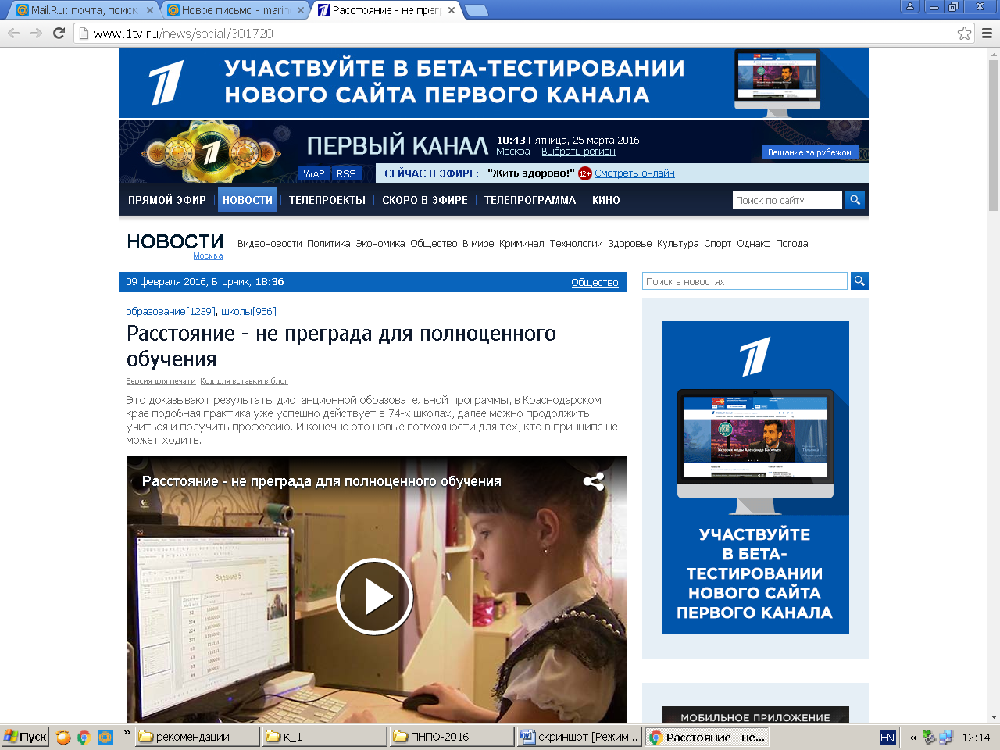 Mail.Ru: почта, поиск
Новое письмо - marin
Расстояние - не прег
www.1tv.ru/news/social/301720
УЧАСТВУЙТЕ В БЕТА-ТЕСТИРОВАНИИ
НОВОГО САЙТА ПЕРВОГО КАНАЛА
ПЕРВЫЙ КАНАЛ
10:43 Пятница, 25 марта 2016
Москва Выбрать регион
Вещание за рубежом
WAP RSS СЕЙЧАС В ЭФИРЕ: "Жить здорово!" 12+ Смотреть онлайн
ПРЯМОЙ ЭФИР НОВОСТИ ТЕЛЕПРОЕКТЫ СКОРО В ЭФИРЕ ТЕЛЕПРОГРАММА КИНО Поиск по сайту
НОВОСТИ Видеоновости Политика Экономика Общество В мире Криминал Технологии Здоровье Культура Спорт Однако Погода
Москва
09 февраля 2016, Вторник, 18:36 Общество
Поиск в новостях
образование[1239], школы[956]
Расстояние - не преграда для полноценного
обучения
Версия для печати Код для вставки в блог
Это доказывают результаты дистанционной образовательной программы, в Краснодарском
крае подобная практика уже успешно действует в 74-х школах, далее можно продолжить
учиться и получить профессию. И конечно это новые возможности для тех, кто в принципе не
может ходить.
Расстояние - не преграда для полноценного обучения
Задание 5
УЧАСТВУЙТЕ
В БЕТА-
ТЕСТИРОВАНИИ
НОВОГО САЙТА
ПЕРВОГО КАНАЛА
МОБИЛЬНОЕ ПРИЛОЖЕНИЕ
Пуск » рекомендации к_1 ПНПО-2016 скриншот [Режим... Расстояние - не... EN « 12:14